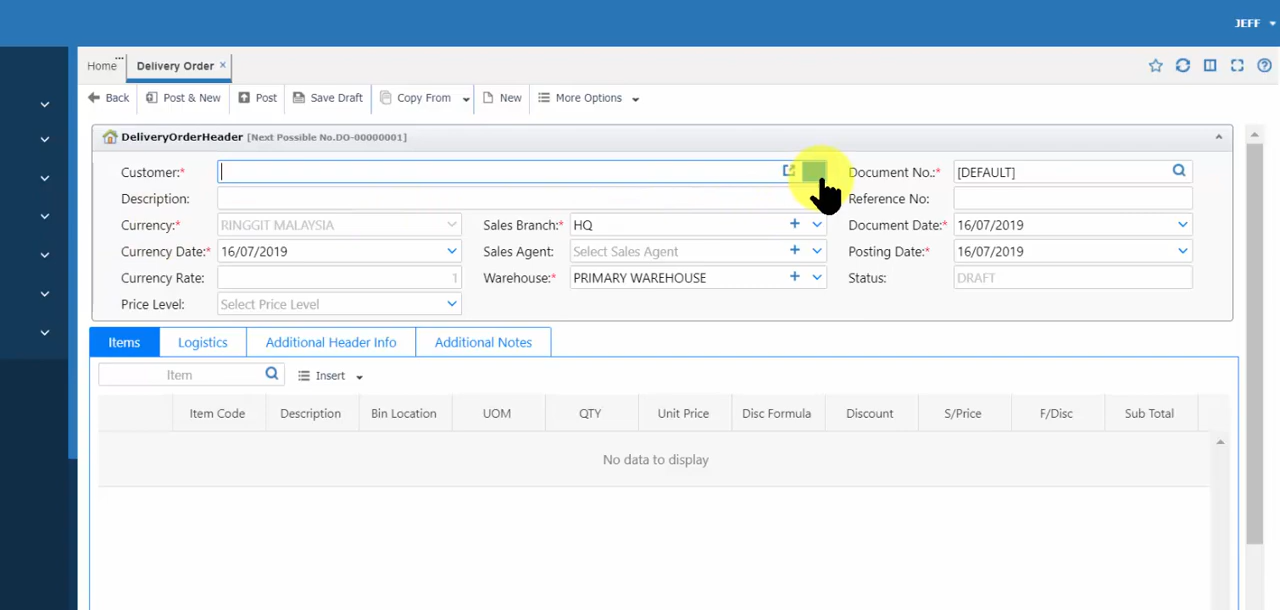 JEFF
Home Delivery Order
Back Post & New Post Save Draft Copy From New More Options
DeliveryOrderHeader [Next Possible No.DO-00000001]
Customer:* Document No.:* [DEFAULT]
Description: Reference No:
Currency:* RINGGIT MALAYSIA Sales Branch:* HQ Document Date:* 16/07/2019
Currency Date:* 16/07/2019 Sales Agent: Select Sales Agent Posting Date:* 16/07/2019
Currency Rate: 1 Warehouse:* PRIMARY WAREHOUSE Status: DRAFT
Price Level: Select Price Level
Items Logistics Additional Header Info Additional Notes
Item Insert
Item Code Description Bin Location UOM QTY Unit Price Disc Formula Discount S/Price F/Disc Sub Total
No data to display